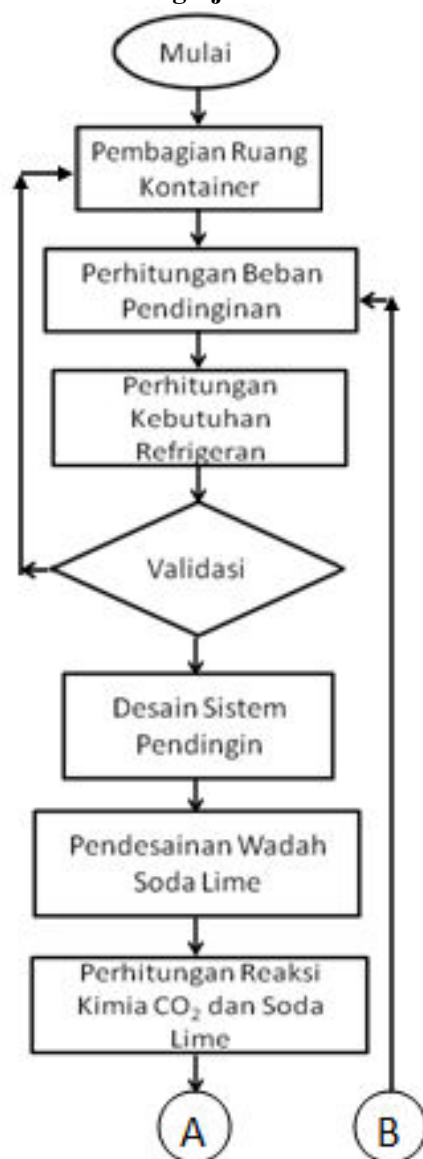 Mulai
Pembagian Ruang
Kontainer
Perhitungan Beban
Pendinginan
Perhitungan
Kebutuhan
Refrigeran
Validasi
Desain Sistem
Pendingin
Pendesainan Wadah
Soda Lime
Perhitungan Reaksi
Kimia CO₂ dan Soda
Lime
A
B